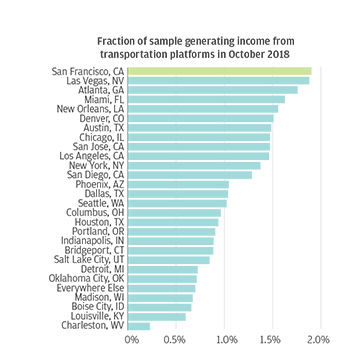 Fraction of sample generating income from
transportation platforms in October 2018
San Francisco, CA
Las Vegas, NV
Atlanta, GA
Miami, FL
New Orleans, LA
Denver, CO
Austin, TX
Chicago, IL
San Jose, CA
Los Angeles, CA
New York, NY
San Diego, CA
Phoenix, AZ
Dallas, TX
Seattle, WA
Columbus, OH
Houston, TX
Portland, OR
Indianapolis, IN
Bridgeport, CT
Salt Lake City, UT
Detroit, MI
Oklahoma City, OK
Everywhere Else
Madison, WI
Boise City, ID
Louisville, KY
Charleston, WV
0% 0.5% 1.0% 1.5% 2.0%